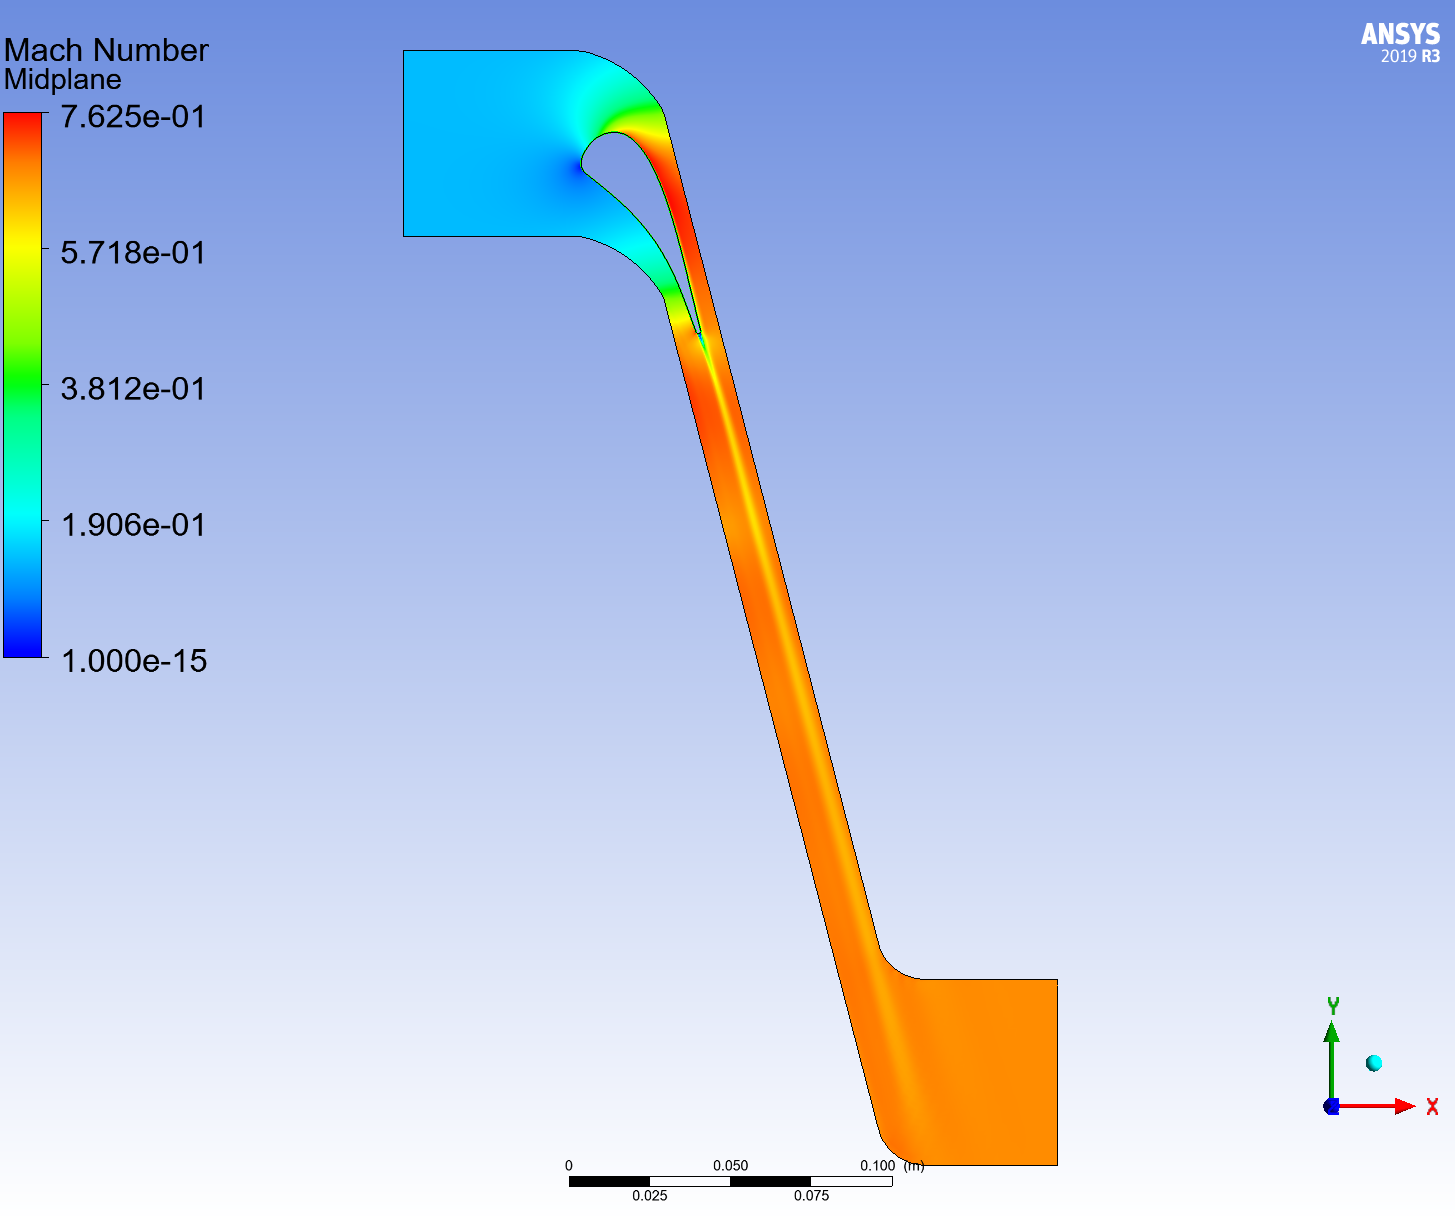 Mach Number
Midplane
7.625e-01
5.718e-01
3.812e-01
1.906e-01
1.000e-15
ANSYS
2019 R3
Y
X
0 0.050 0.100 (m)
0.025 0.075